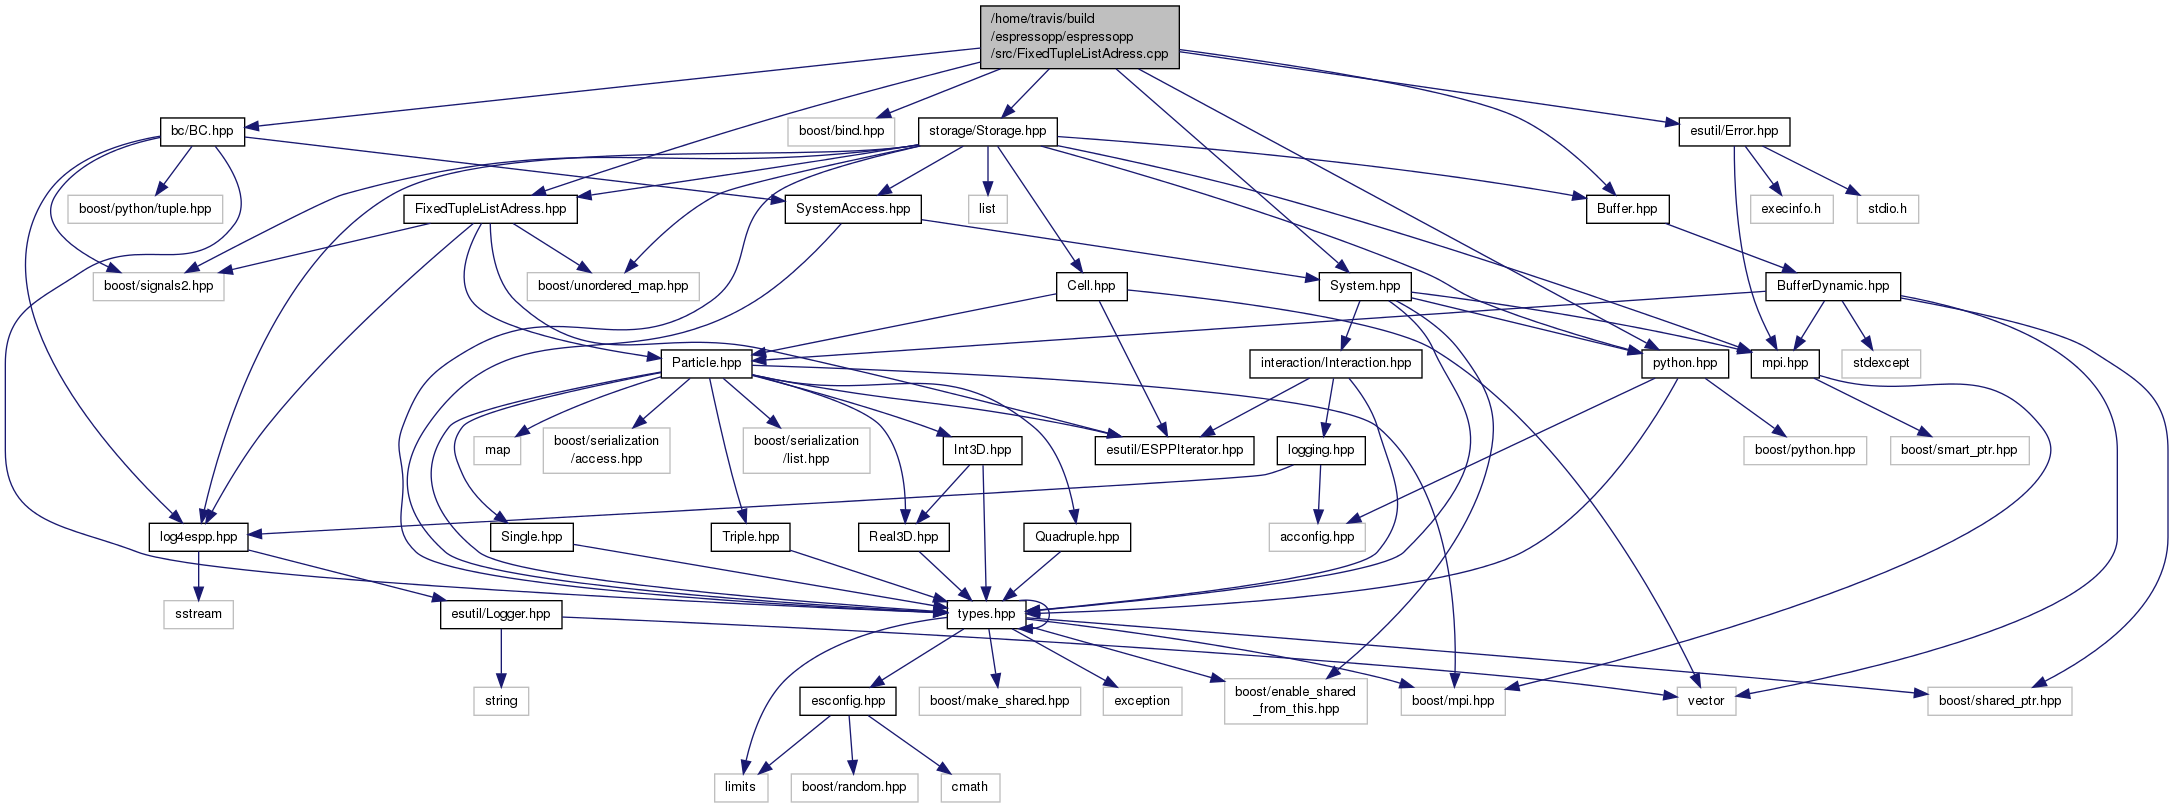 /home/travis/build
/espressopp/espressopp
/src/FixedTupleListAdress.cpp
bc/BC.hpp
boost/bind.hpp
storage/Storage.hpp
esutil/Error.hpp
boost/python/tuple.hpp
FixedTupleListAdress.hpp
SystemAccess.hpp
list
Buffer.hpp
execinfo.h
stdio.h
boost/signals2.hpp
boost/unordered_map.hpp
Cell.hpp
System.hpp
BufferDynamic.hpp
Particle.hpp
interaction/Interaction.hpp
python.hpp
mpi.hpp
stdexcept
map
boost/serialization
/access.hpp
boost/serialization
/list.hpp
Int3D.hpp
esutil/ESPPIterator.hpp
logging.hpp
boost/python.hpp
boost/smart_ptr.hpp
log4espp.hpp
Single.hpp
Triple.hpp
Real3D.hpp
Quadruple.hpp
acconfig.hpp
sstream
esutil/Logger.hpp
types.hpp
string
esconfig.hpp
boost/make_shared.hpp
exception
boost/enable_shared
_from_this.hpp
boost/mpi.hpp
vector
boost/shared_ptr.hpp
limits
boost/random.hpp
cmath